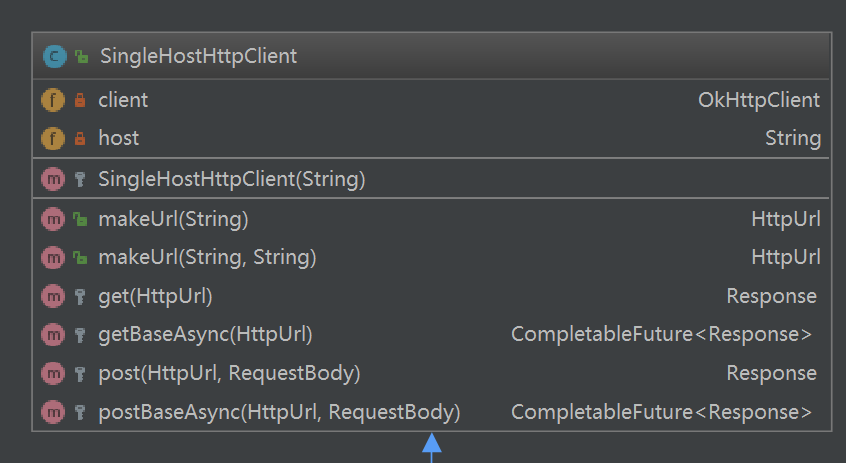 C SingleHostHttpClient
f client OkHttpClient
f host String
m SingleHostHttpClient(String)
m makeUrl(String) HttpUrl
m makeUrl(String, String) HttpUrl
m get(HttpUrl) Response
m getBaseAsync(HttpUrl) CompletableFuture<Response>
m post(HttpUrl, RequestBody) Response
m postBaseAsync(HttpUrl, RequestBody) CompletableFuture<Response>